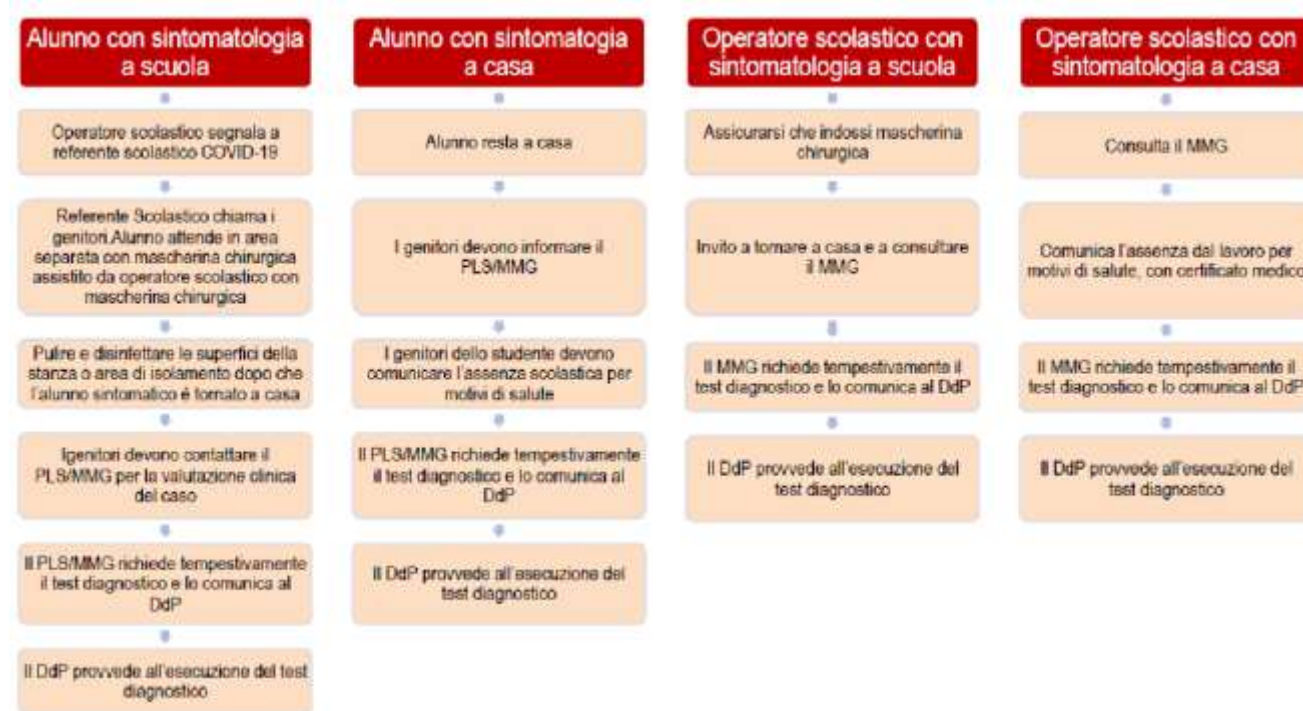 Alunno con sintomatologia
a scuola
Operatore scolastico segnala a
referente scolastico COVID-19
Referente Scolastico chiama i
genitori.Alunno attende in area
separata con mascherina chirurgica
assistito da operatore scolastico con
mascherina chirurgica
Pulire e disinfettare le superfici della
stanza o area di isolamento dopo che
l'alunno sintomatico é tornato a casa
Igenitori devono contattare il
PLS/MMG per la valutazione clinica
del caso
Il PLS/MMG richiede tempestivamente
il test diagnostico e lo comunica al
DdP
Il DdP provvede all'esecuzione del test
diagnostico
Alunno con sintomatogia
a casa
Alunno resta a casa
I genitori devono informare il
PLS/MMG
I genitori dello studente devono
comunicare l'assenza scolastica per
motivi di salute
Il PLS/MMG richiede tempestivamente
il test diagnostico e lo comunica al
DdP
Il DdP provvede all'esecuzione del
test diagnostico
Operatore scolastico con
sintomatologia a scuola
Assicurarsi che indossi mascherina
chirurgica
Invito a tornare a casa e a consultare
il MMG
Il MMG richiede tempestivamente il
test diagnostico e lo comunica al DdP
Il DdP provvede all'esecuzione del
test diagnostico
Operatore scolastico con
sintomatologia a casa
Consulta il MMG
Comunica l'assenza dal lavoro per
motivi di salute, con certificato medico
Il MMG richiede tempestivamente il
test diagnostico e lo comunica al DdP
Il DdP provvede all'esecuzione del
test diagnostico